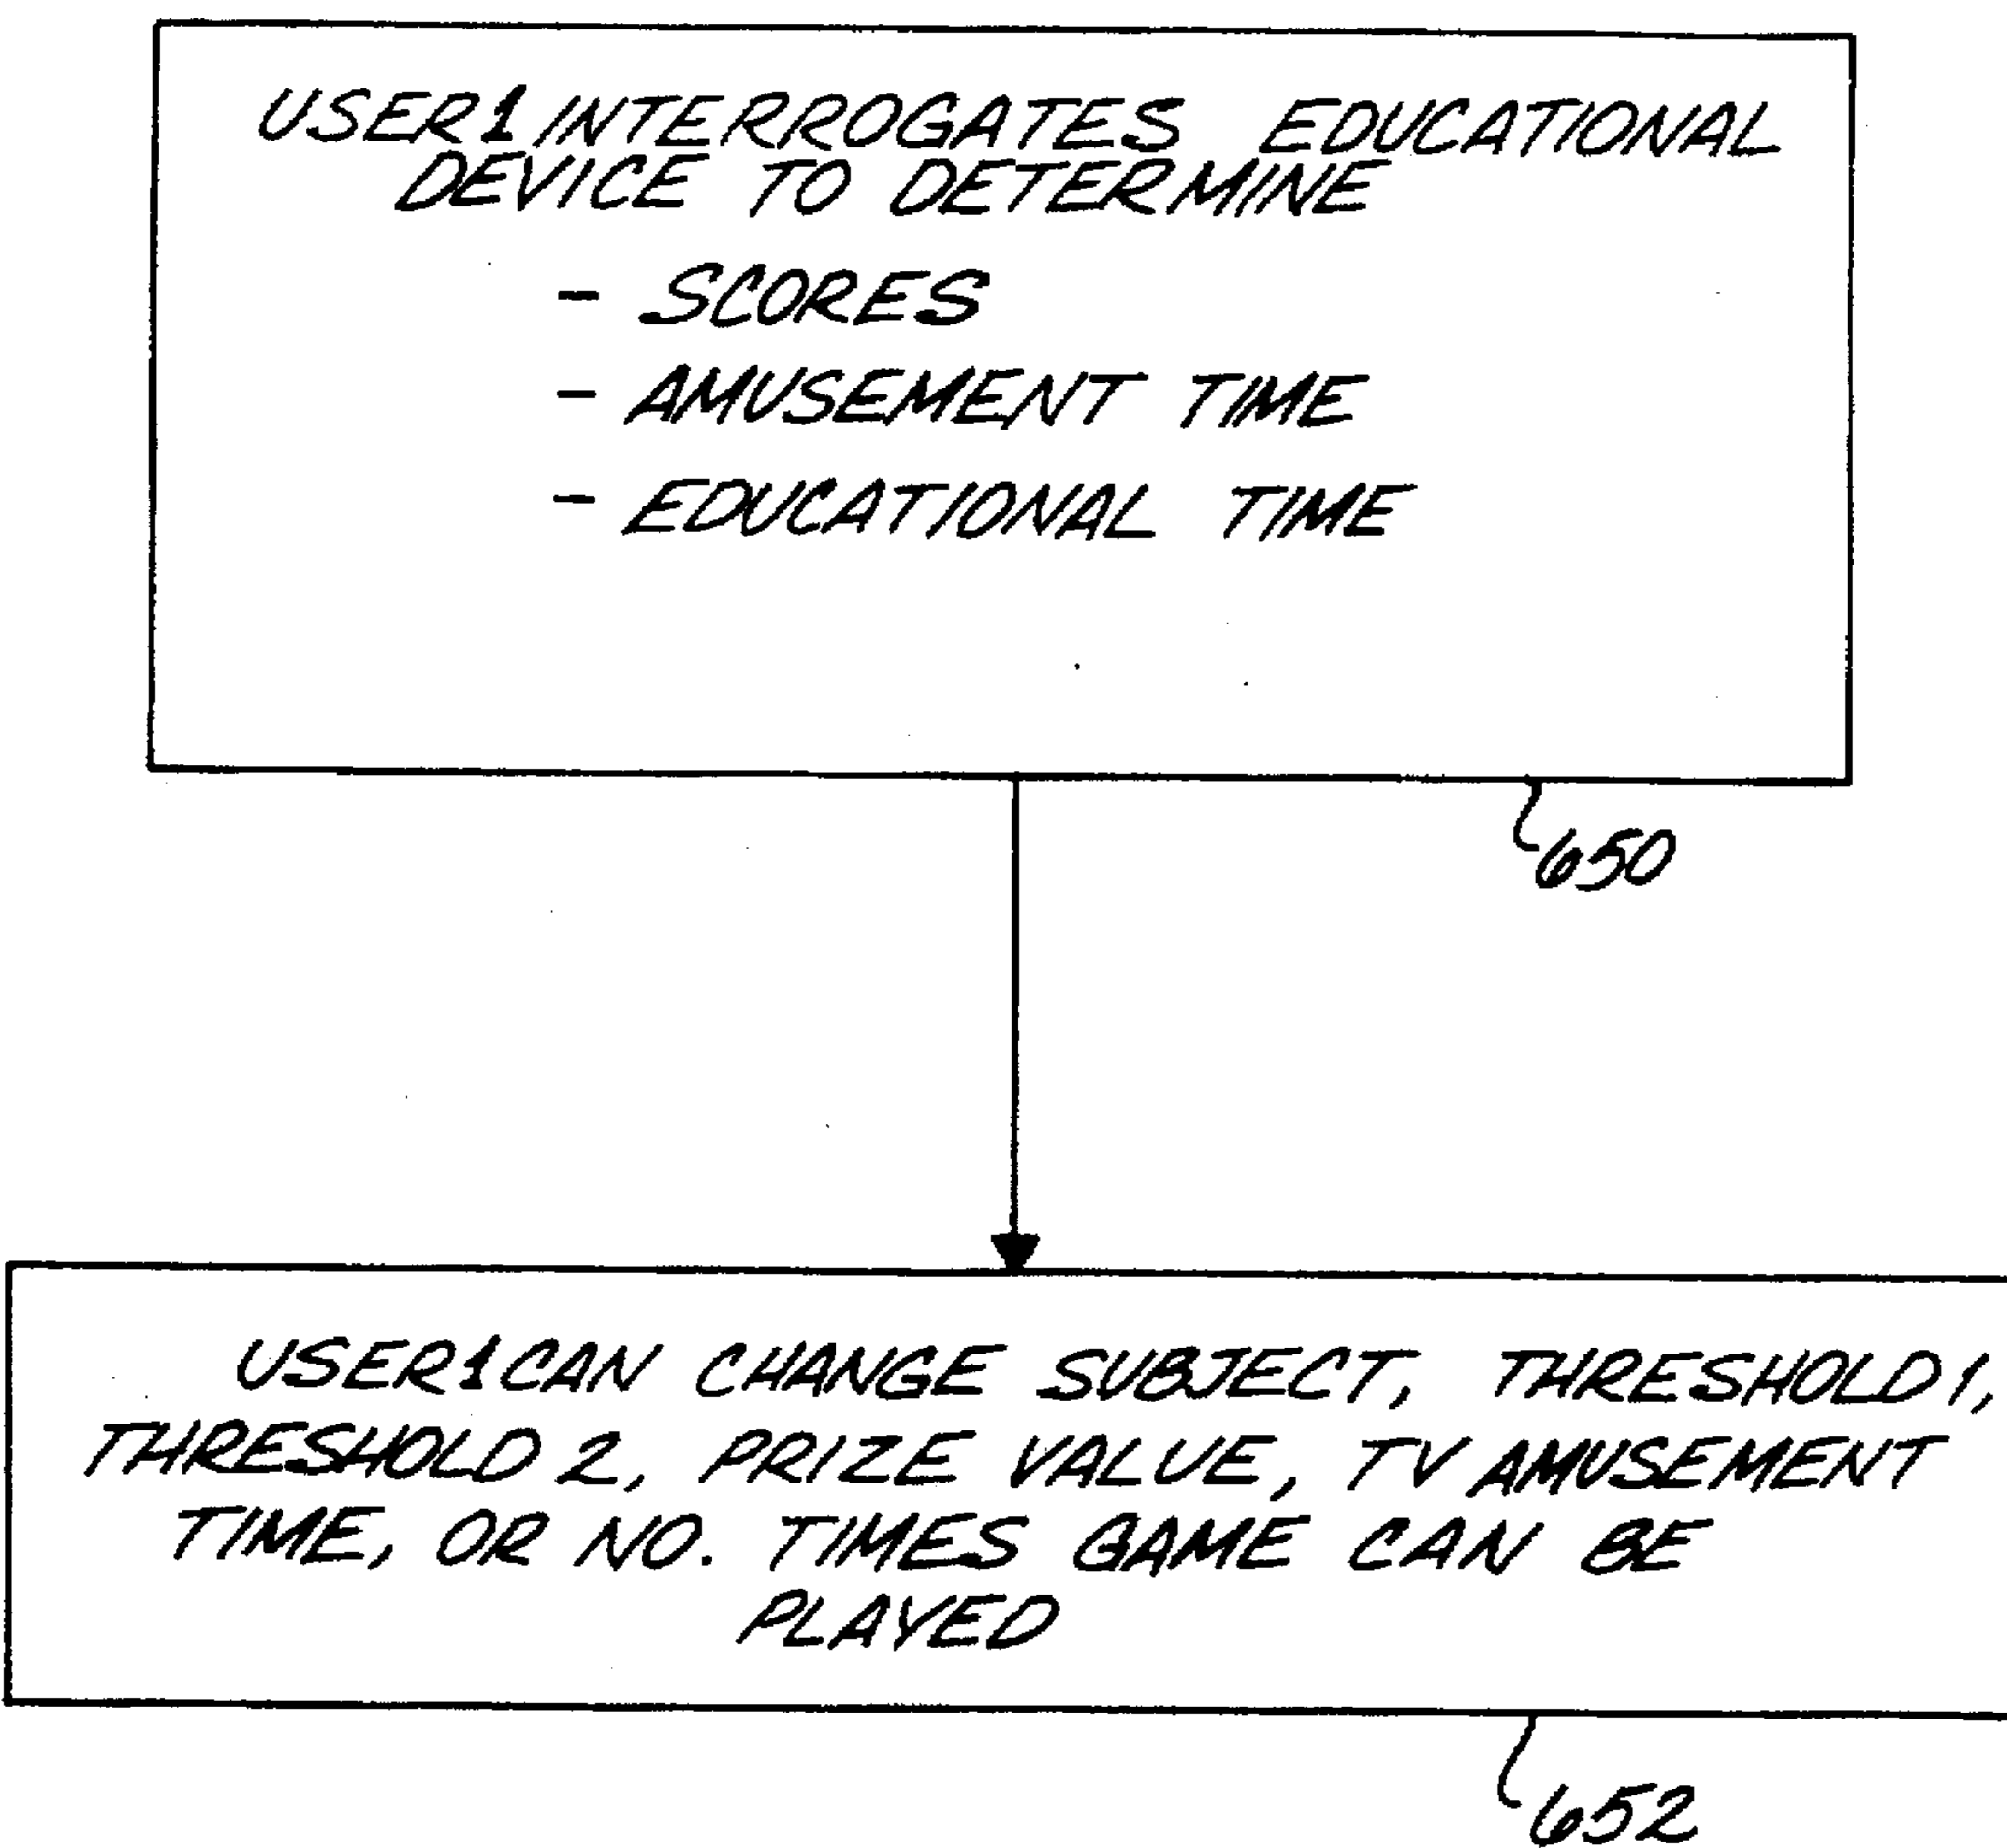 USER1 INTERROGATES EDUCATIONAL
DEVICE TO DETERMINE
- SCORES
- AMUSEMENT TIME
- EDUCATIONAL TIME
650
USER1 CAN CHANGE SUBJECT, THRESHOLD 1,
THRESHOLD 2, PRIZE VALUE, TV AMUSEMENT
TIME, OR NO. TIMES GAME CAN BE
PLAYED
652